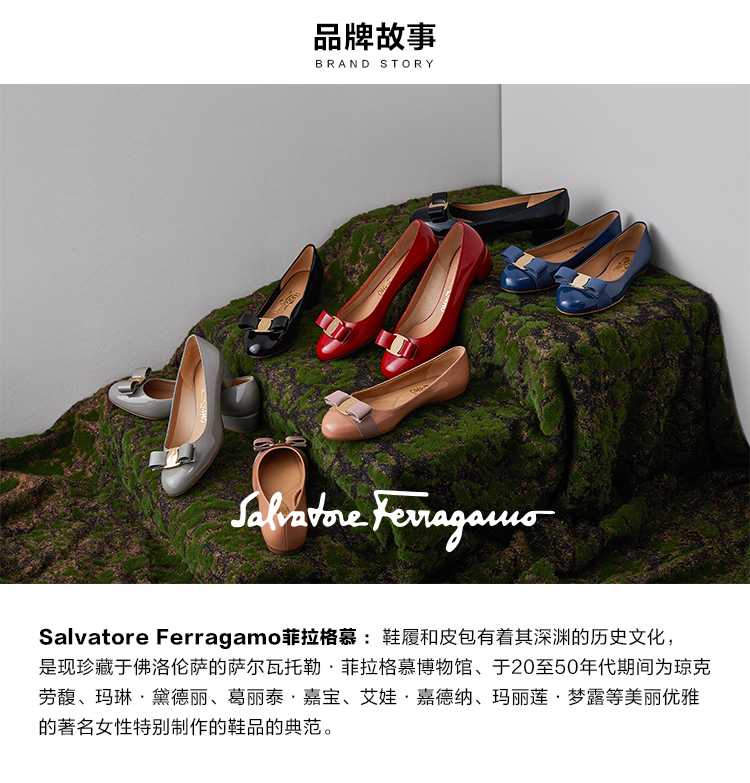 品牌故事
BRAND STORY
Salvatore Ferragamo
Salvatore Ferragamo菲拉格慕：鞋履和皮包有着其深渊的历史文化，
是现珍藏于佛洛伦萨的萨尔瓦托勒·菲拉格慕博物馆、于20至50年代期间为琼克
劳馥、玛琳·黛德丽、葛丽泰·嘉宝、艾娃·嘉德纳、玛丽莲·梦露等美丽优雅
的著名女性特别制作的鞋品的典范。